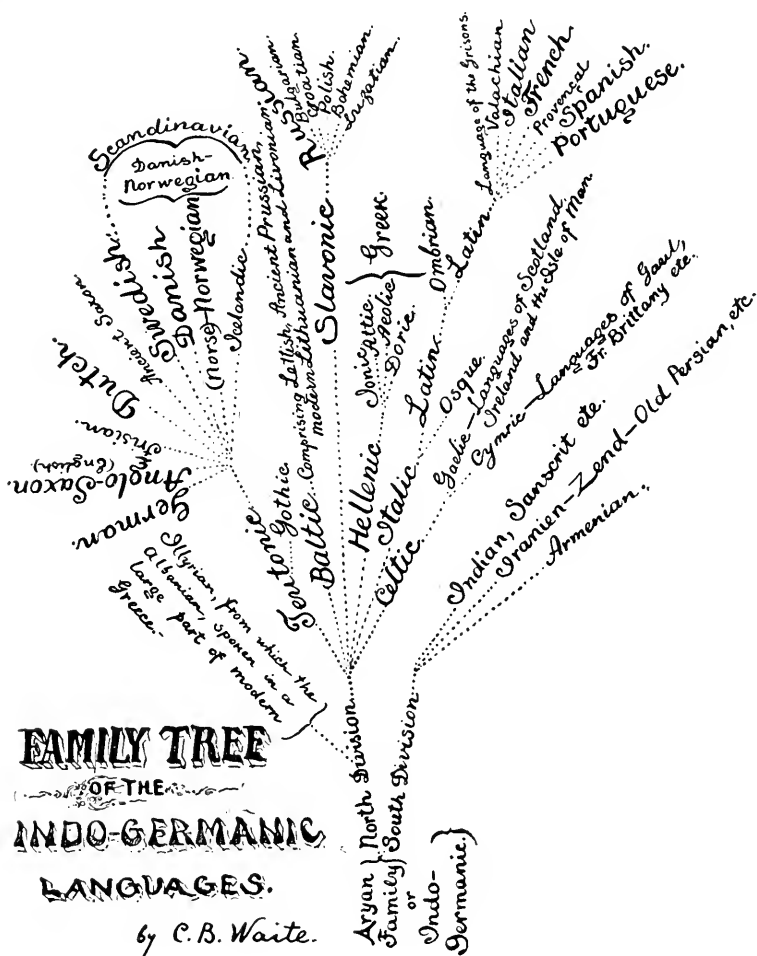 FAMILY TREE
OF THE
INDO-GERMANIC
LANGUAGES.
by C.B. Waite.
Aryan
Family
or
Indo-
Germanic.
North Division
South Division
Illyrian, from which the
Albanian, spoken in a
large part of modern
Greece.-
Teutonic
German.
Anglo-Saxon.
(English).
Dutch.
Ancient Saxon.
Swedish.
Danish
(Norse)-Norwegian
Icelandic
Scandinavian
Danish-
Norwegian
Gothic
Baltic
Comprising Lettish, Ancient Prussian,
modern Lithuanian and Livonian.
Slavonic
Russian.
Bulgarian
Croatian
Polish.
Bohemian.
Luzatian.
Hellenic
Ionic
Attic.
Aeolic
Doric.
Greek.
Italic
Latin
Ombrian.
Latin
Osque.
Language of the Grisons.
Valachian
Italian
French.
Provençal
Spanish.
Portuguese.
Celtic
Gaelic-Languages of Scotland,
Ireland and the Isle of Man
Cymric-Languages of Gaul,
Fr. Brittany etc.
Indian, Sanscrit etc.
Iranien-Zend-Old Persian, etc.
Armenian.